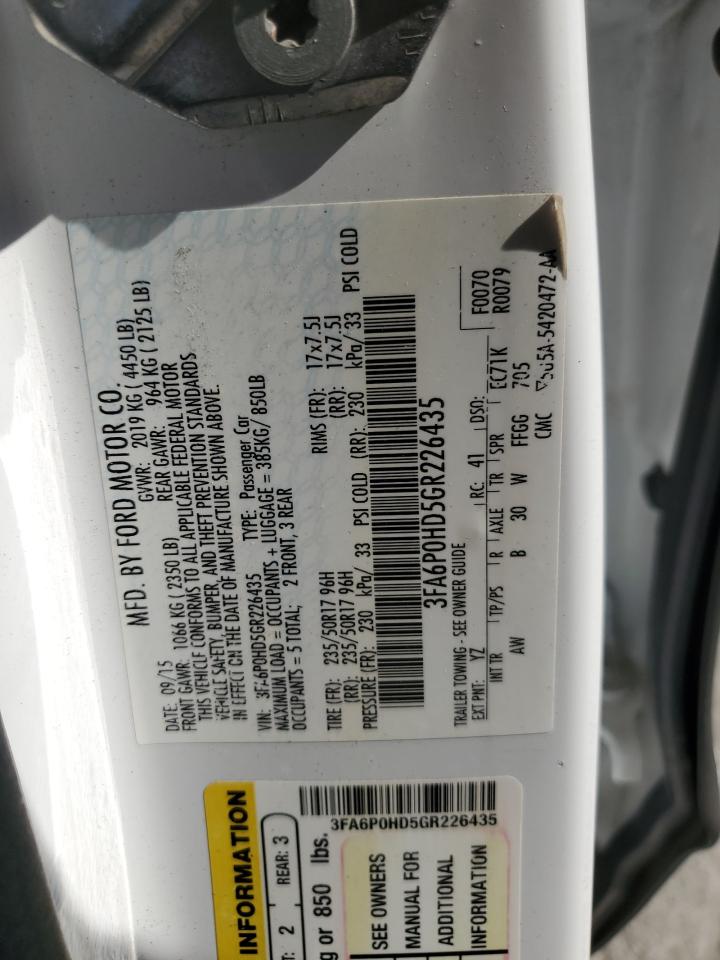 MFD. BY FORD MOTOR CO.
DATE: 09/15 GVWR: 2019 KG ( 4450 LB)
FRONT GAWR: 1066 KG ( 2350 LB) REAR GAWR: 964 KG ( 2125 LB)
THIS VEHICLE CONFORMS TO ALL APPLICABLE FEDERAL MOTOR
VEHICLE SAFETY, BUMPER, AND THEFT PREVENTION STANDARDS
IN EFFECT ON THE DATE OF MANUFACTURE SHOWN ABOVE.
VIN: 3FA6P0HD5GR226435 TYPE: Passenger Car
MAXIMUM LOAD = OCCUPANTS + LUGGAGE = 385KG/ 850LB
OCCUPANTS = 5 TOTAL: 2 FRONT, 3 REAR
TIRE (FR): 235/50R17 96H RIMS (FR): 17x7.5J
(RR): 235/50R17 96H (RR): 17x7.5J
PRESSURE (FR): 230 kPa/ 33 PSI COLD (RR): 230 kPa/ 33 PSI COLD
3FA6P0HD5GR226435
TRAILER TOWING - SEE OWNER GUIDE F0070
EXT PNT: YZ RC: 41 DSO: R0079
INT TR TP/PS R AXLE TR SPR EC71K
AW B 30 W FFGG 705
CMC 5420472-AA
INFORMATION
2 REAR: 3
or 850 lbs.
3FA6P0HD5GR226435
SEE OWNERS
MANUAL FOR
ADDITIONAL
INFORMATION